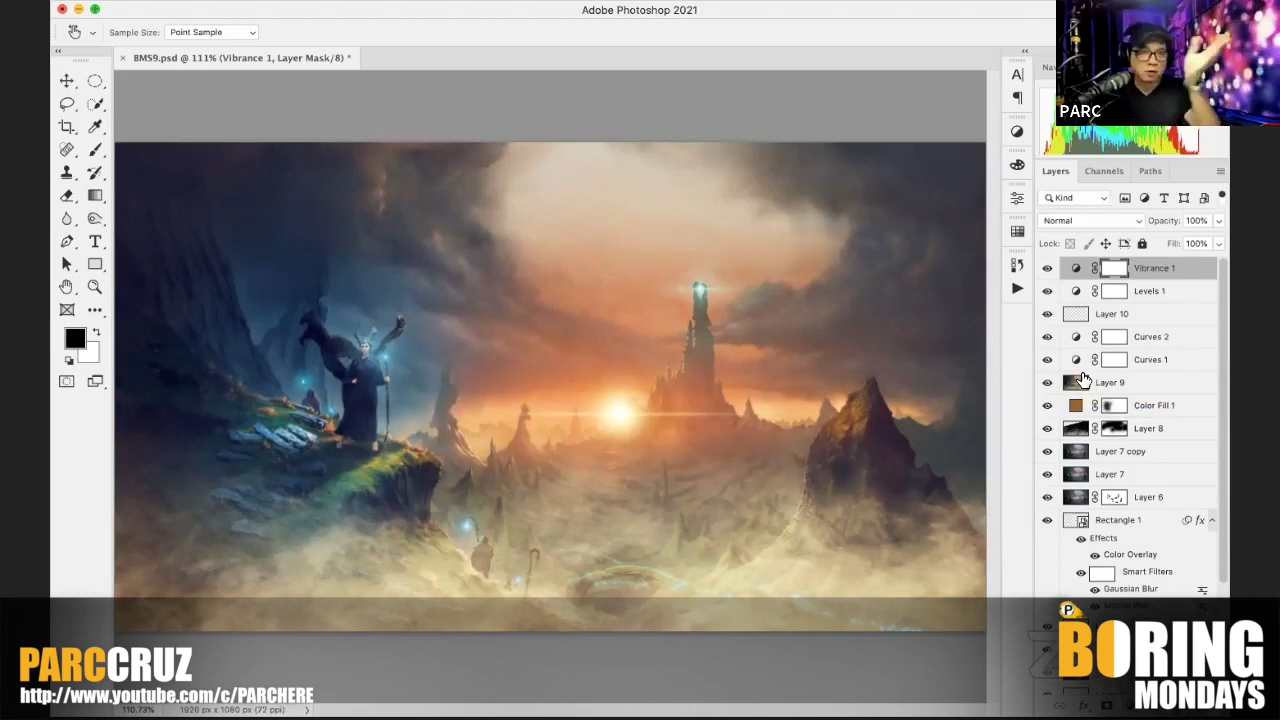 Adobe Photoshop 2021
Sample Size: Point Sample
BMS9.psd @ 111% (Vibrance 1, Layer Mask/8) *
PARC
Layers Channels Paths
Kind
Normal Opacity: 100%
Lock: Fill: 100%
Vibrance 1
Levels 1
Layer 10
Curves 2
Curves 1
Layer 9
Color Fill 1
Layer 8
Layer 7 copy
Layer 7
Layer 6
Rectangle 1 fx
Effects
Color Overlay
Smart Filters
Gaussian Blur
Motion Blur
PARCCRUZ
http://www.youtube.com/c/PARCHERE
P
BORING
MONDAYS
110.73% 1920 px x 1080 px (72 ppi)